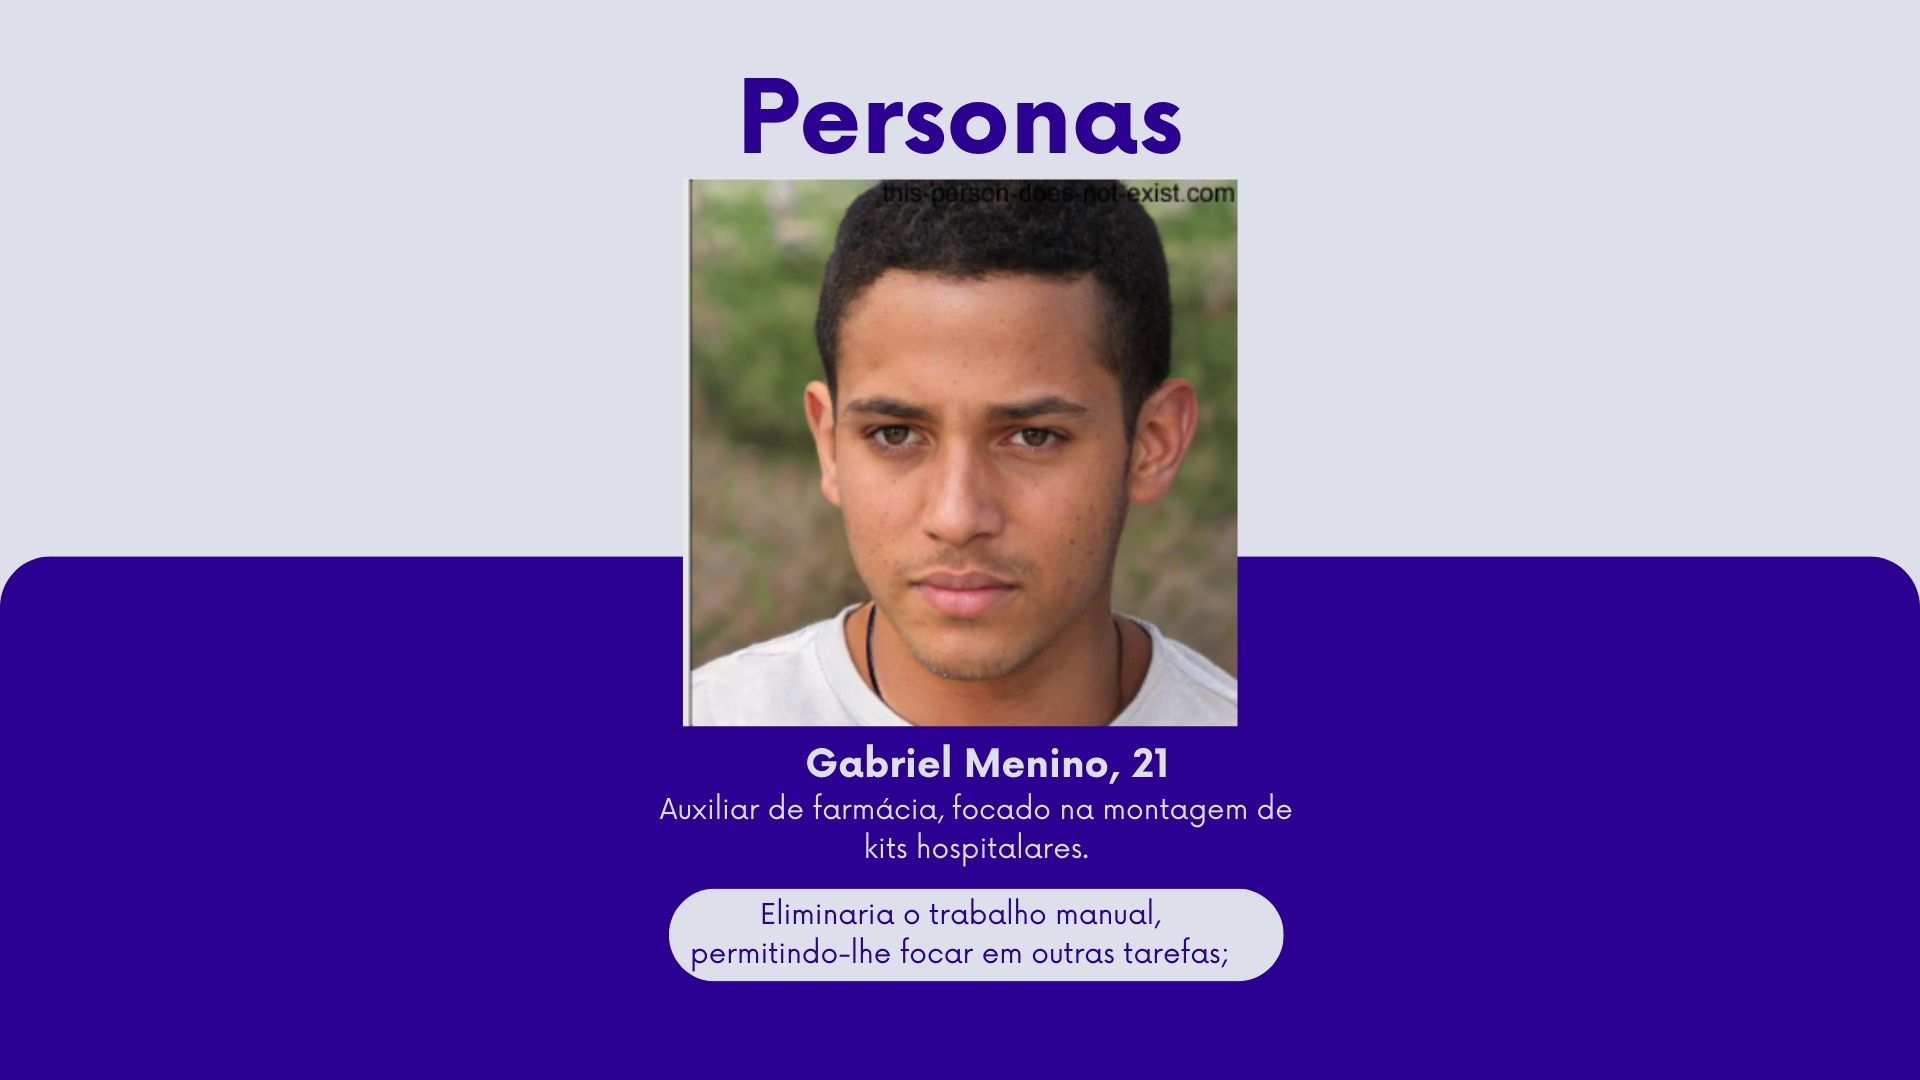 Personas
this-person-does-not-exist.com
Gabriel Menino, 21
Auxiliar de farmácia, focado na montagem de
kits hospitalares.
Eliminaria o trabalho manual,
permitindo-lhe focar em outras tarefas;